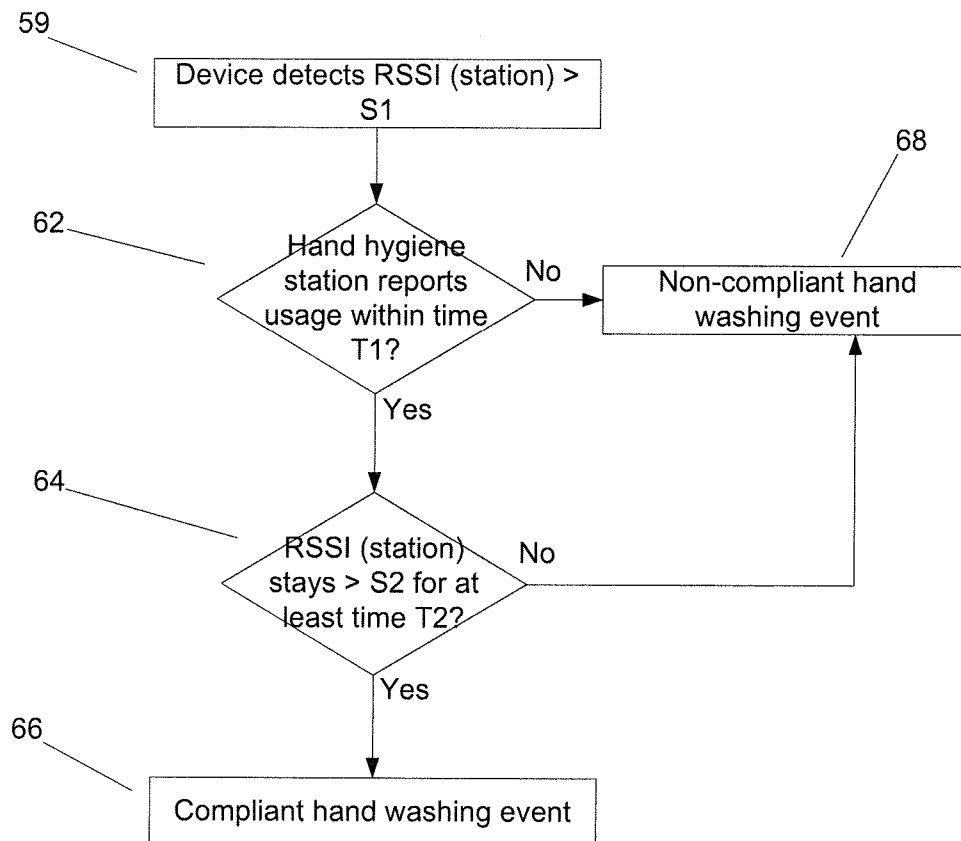 59
Device detects RSSI (station) >
S1
68
62
Hand hygiene
station reports
usage within time
T1?
No
Non-compliant hand
washing event
Yes
64
RSSI (station)
stays > S2 for at
least time T2?
No
Yes
66
Compliant hand washing event